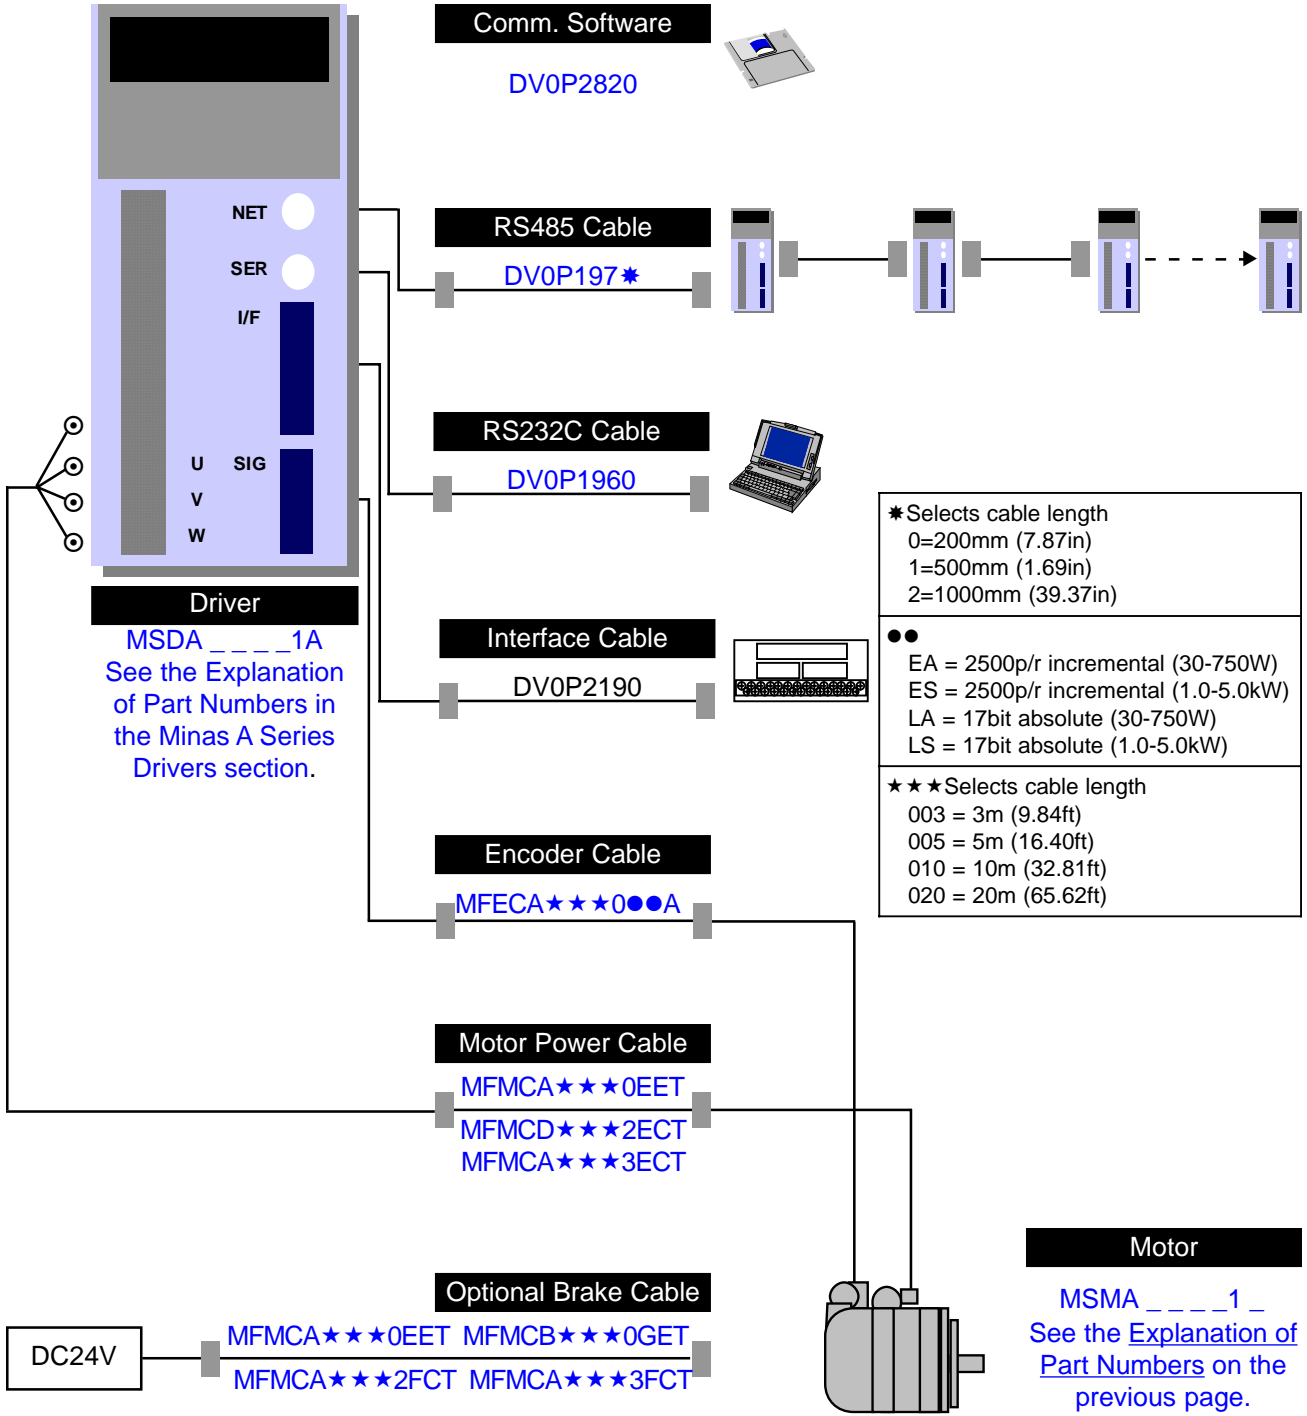 Comm. Software
DV0P2820
NET
SER
I/F
U
SIG
V
W
RS485 Cable
DV0P197✸
RS232C Cable
DV0P1960
Driver
MSDA _ _ _ _1A
See the Explanation
of Part Numbers in
the Minas A Series
Drivers section.
Interface Cable
DV0P2190
✸Selects cable length
0=200mm (7.87in)
1=500mm (1.69in)
2=1000mm (39.37in)
●●
EA = 2500p/r incremental (30-750W)
ES = 2500p/r incremental (1.0-5.0kW)
LA = 17bit absolute (30-750W)
LS = 17bit absolute (1.0-5.0kW)
★★★Selects cable length
003 = 3m (9.84ft)
005 = 5m (16.40ft)
010 = 10m (32.81ft)
020 = 20m (65.62ft)
Encoder Cable
MFECA★★★0●●A
Motor Power Cable
MFMCA★★★0EET
MFMCD★★★2ECT
MFMCA★★★3ECT
Optional Brake Cable
DC24V
MFMCA★★★0EET MFMCB★★★0GET
MFMCA★★★2FCT MFMCA★★★3FCT
Motor
MSMA _ _ _ _1 _
See the Explanation of
Part Numbers on the
previous page.